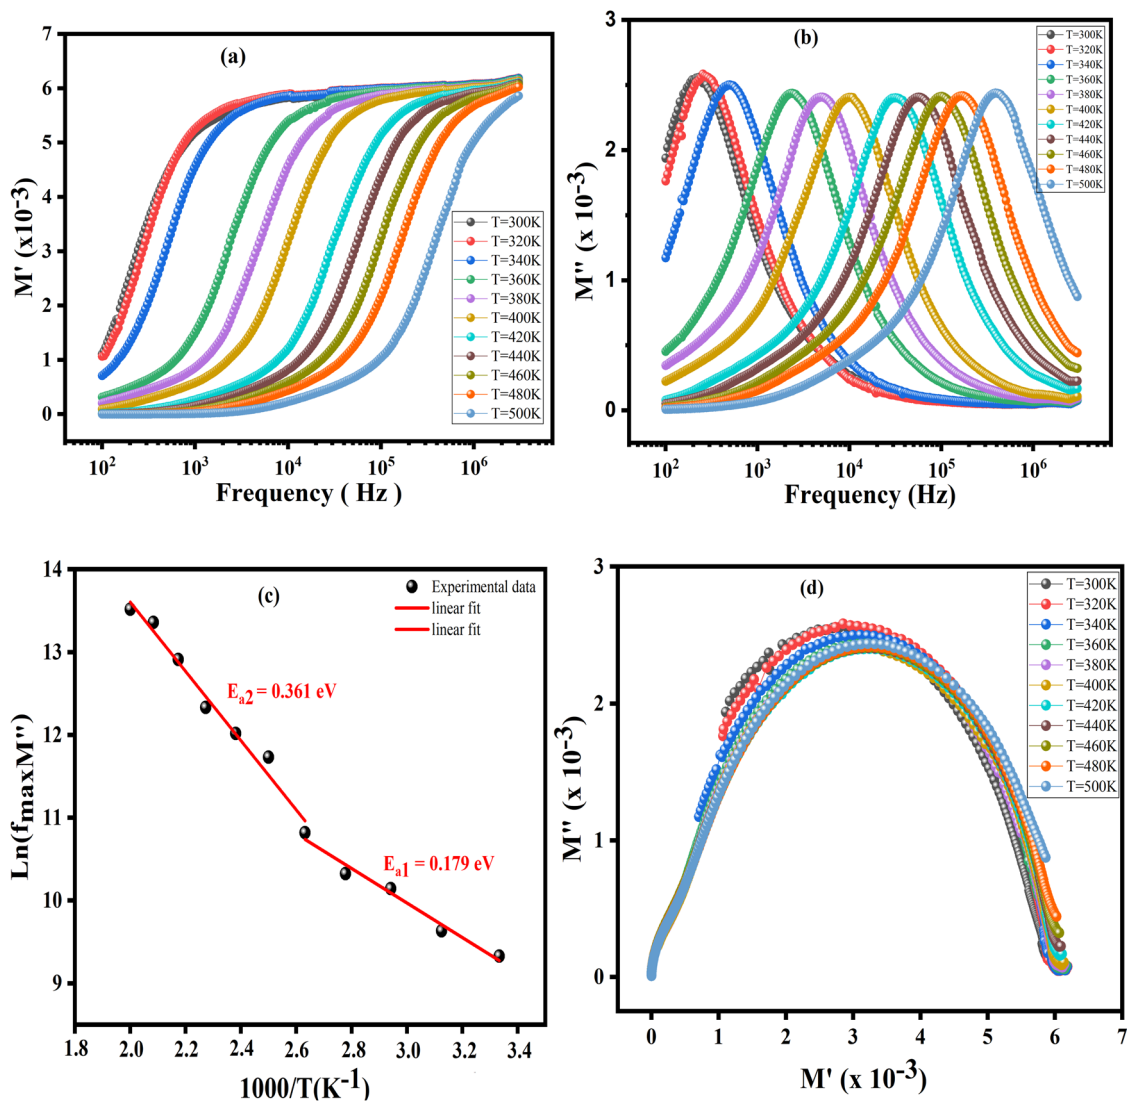 (a)
M' (x10⁻³)
7
6
5
4
3
2
1
0
T=300K
T=320K
T=340K
T=360K
T=380K
T=400K
T=420K
T=440K
T=460K
T=480K
T=500K
10² 10³ 10⁴ 10⁵ 10⁶
Frequency ( Hz )
(b)
M'' (x 10⁻³)
3
2
1
0
T=300K
T=320K
T=340K
T=360K
T=380K
T=400K
T=420K
T=440K
T=460K
T=480K
T=500K
10² 10³ 10⁴ 10⁵ 10⁶
Frequency (Hz)
(c)
Ln(fmaxM'')
14
13
12
11
10
9
Experimental data
linear fit
linear fit
Ea2 = 0.361 eV
Ea1 = 0.179 eV
1.8 2.0 2.2 2.4 2.6 2.8 3.0 3.2 3.4
1000/T(K⁻¹)
(d)
M'' (x 10⁻³)
3
2
1
0
T=300K
T=320K
T=340K
T=360K
T=380K
T=400K
T=420K
T=440K
T=460K
T=480K
T=500K
0 1 2 3 4 5 6 7
M' (x 10⁻³)